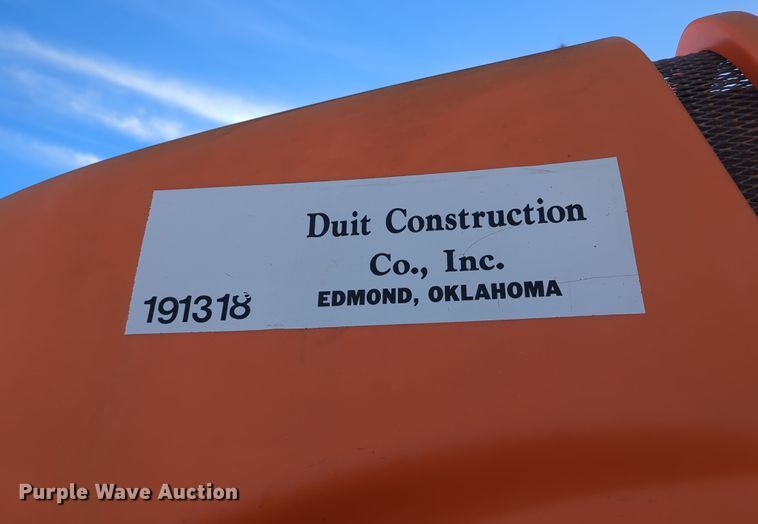 Duit Construction
Co., Inc.
191318 EDMOND, OKLAHOMA
Purple Wave Auction